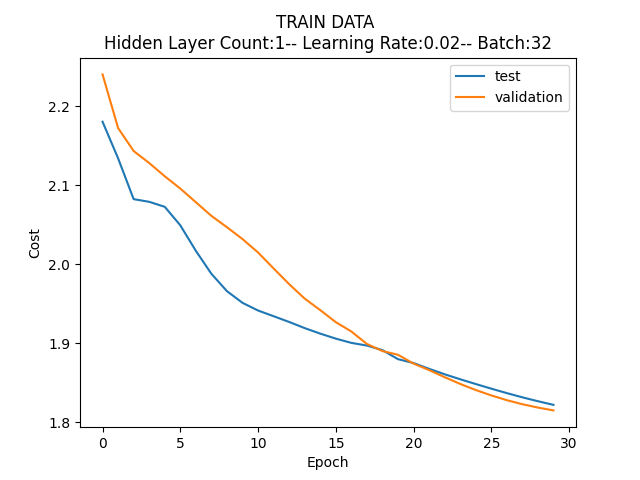 TRAIN DATA
Hidden Layer Count:1-- Learning Rate:0.02-- Batch:32
test
validation
2.2
2.1
2.0
1.9
1.8
Cost
0 5 10 15 20 25 30
Epoch